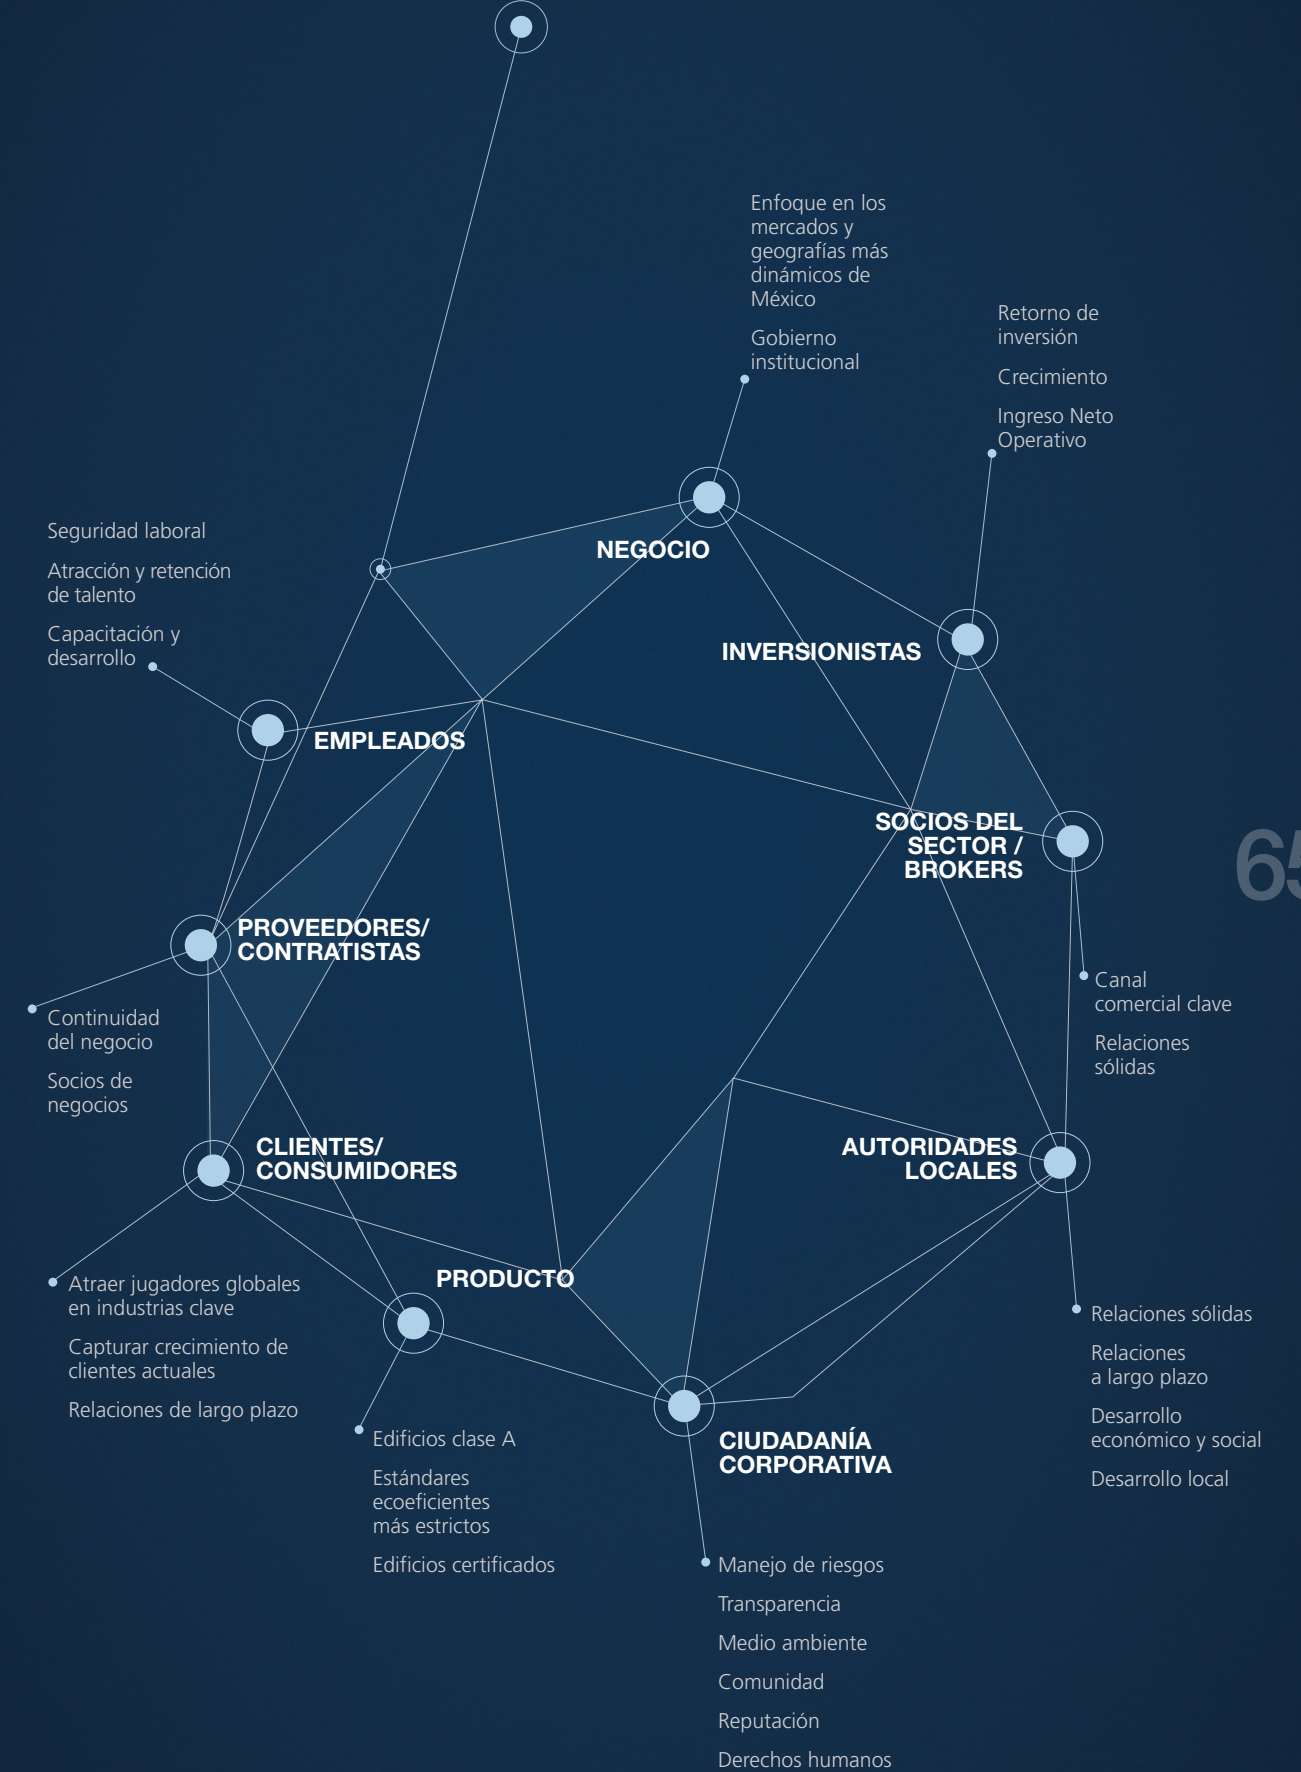 Enfoque en los
mercados y
geografías más
dinámicos de
México
Gobierno
institucional
Retorno de
inversión
Crecimiento
Ingreso Neto
Operativo
NEGOCIO
INVERSIONISTAS
Seguridad laboral
Atracción y retención
de talento
Capacitación y
desarrollo
EMPLEADOS
SOCIOS DEL
SECTOR /
BROKERS
65
PROVEEDORES/
CONTRATISTAS
Canal
comercial clave
Relaciones
sólidas
Continuidad
del negocio
Socios de
negocios
CLIENTES/
CONSUMIDORES
AUTORIDADES
LOCALES
Atraer jugadores globales
en industrias clave
Capturar crecimiento de
clientes actuales
Relaciones de largo plazo
PRODUCTO
Edificios clase A
Estándares
ecoeficientes
más estrictos
Edificios certificados
Relaciones sólidas
Relaciones
a largo plazo
Desarrollo
económico y social
Desarrollo local
CIUDADANÍA
CORPORATIVA
Manejo de riesgos
Transparencia
Medio ambiente
Comunidad
Reputación
Derechos humanos